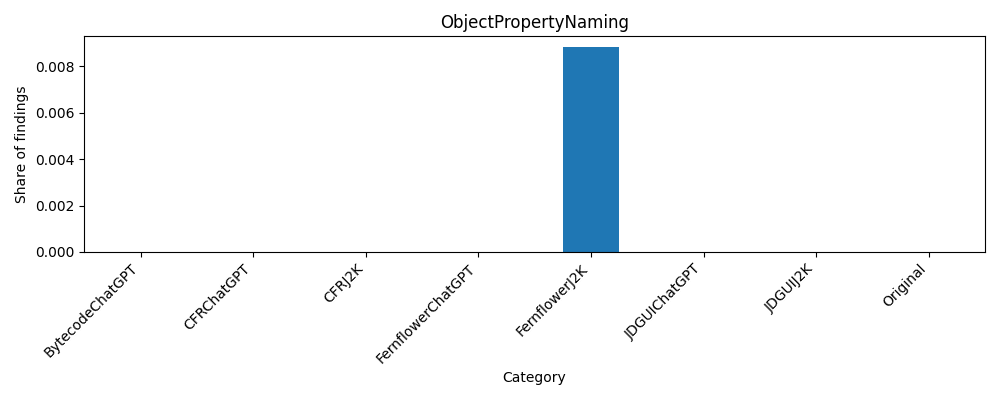 ObjectPropertyNaming
Share of findings
0.008
0.006
0.004
0.002
0.000
BytecodeChatGPT
CFRChatGPT
CFRJ2K
FernflowerChatGPT
FernflowerJ2K
JDGUIChatGPT
JDGUIJ2K
Original
Category